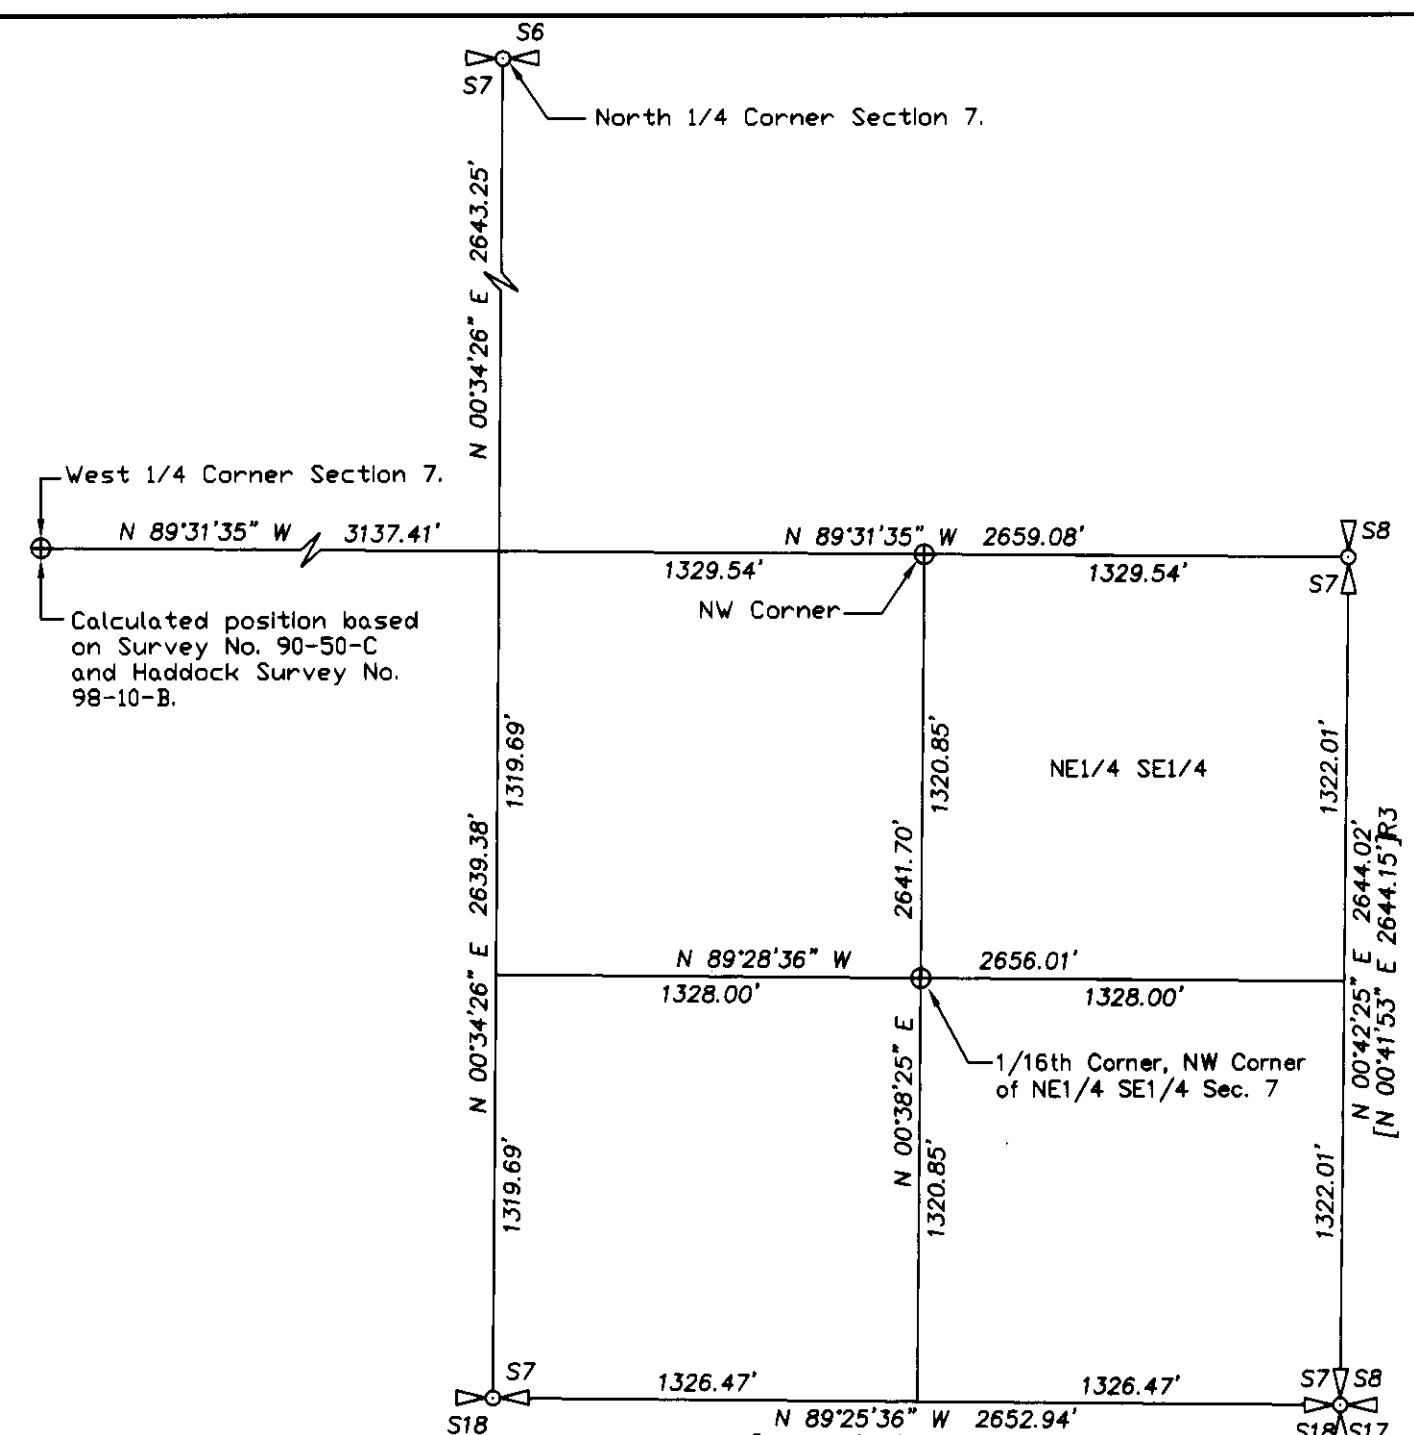 S6
S7
North 1/4 Corner Section 7.
N 00°34'26" E 2643.25'
West 1/4 Corner Section 7.
N 89°31'35" W 3137.41'
N 89°31'35" W 2659.08'
S8
1329.54'
1329.54'
S7
NW Corner
Calculated position based
on Survey No. 90-50-C
and Haddock Survey No.
98-10-B.
1319.69'
1320.85'
NE1/4 SE1/4
1322.01'
N 00°34'26" E 2639.38'
2641.70'
N 00°42'25" E 2644.02'
[N 00°41'53" E 2644.15']R3
N 89°28'36" W 2656.01'
1328.00'
1328.00'
N 00°38'25" E
1/16th Corner, NW Corner
of NE1/4 SE1/4 Sec. 7
1319.69'
1320.85'
1322.01'
S7
1326.47'
1326.47'
S7 S8
S18
N 89°25'36" W 2652.94'
S18 S17